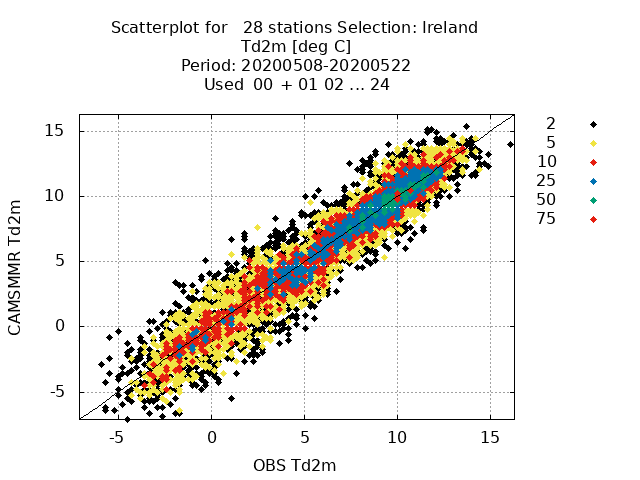 Scatterplot for   28 stations Selection: Ireland
Td2m [deg C]
Period: 20200508-20200522
Used  00 + 01 02 ... 24
2
5
10
25
50
75
15
10
5
0
-5
CAMSMMR Td2m
-5 0 5 10 15
OBS Td2m